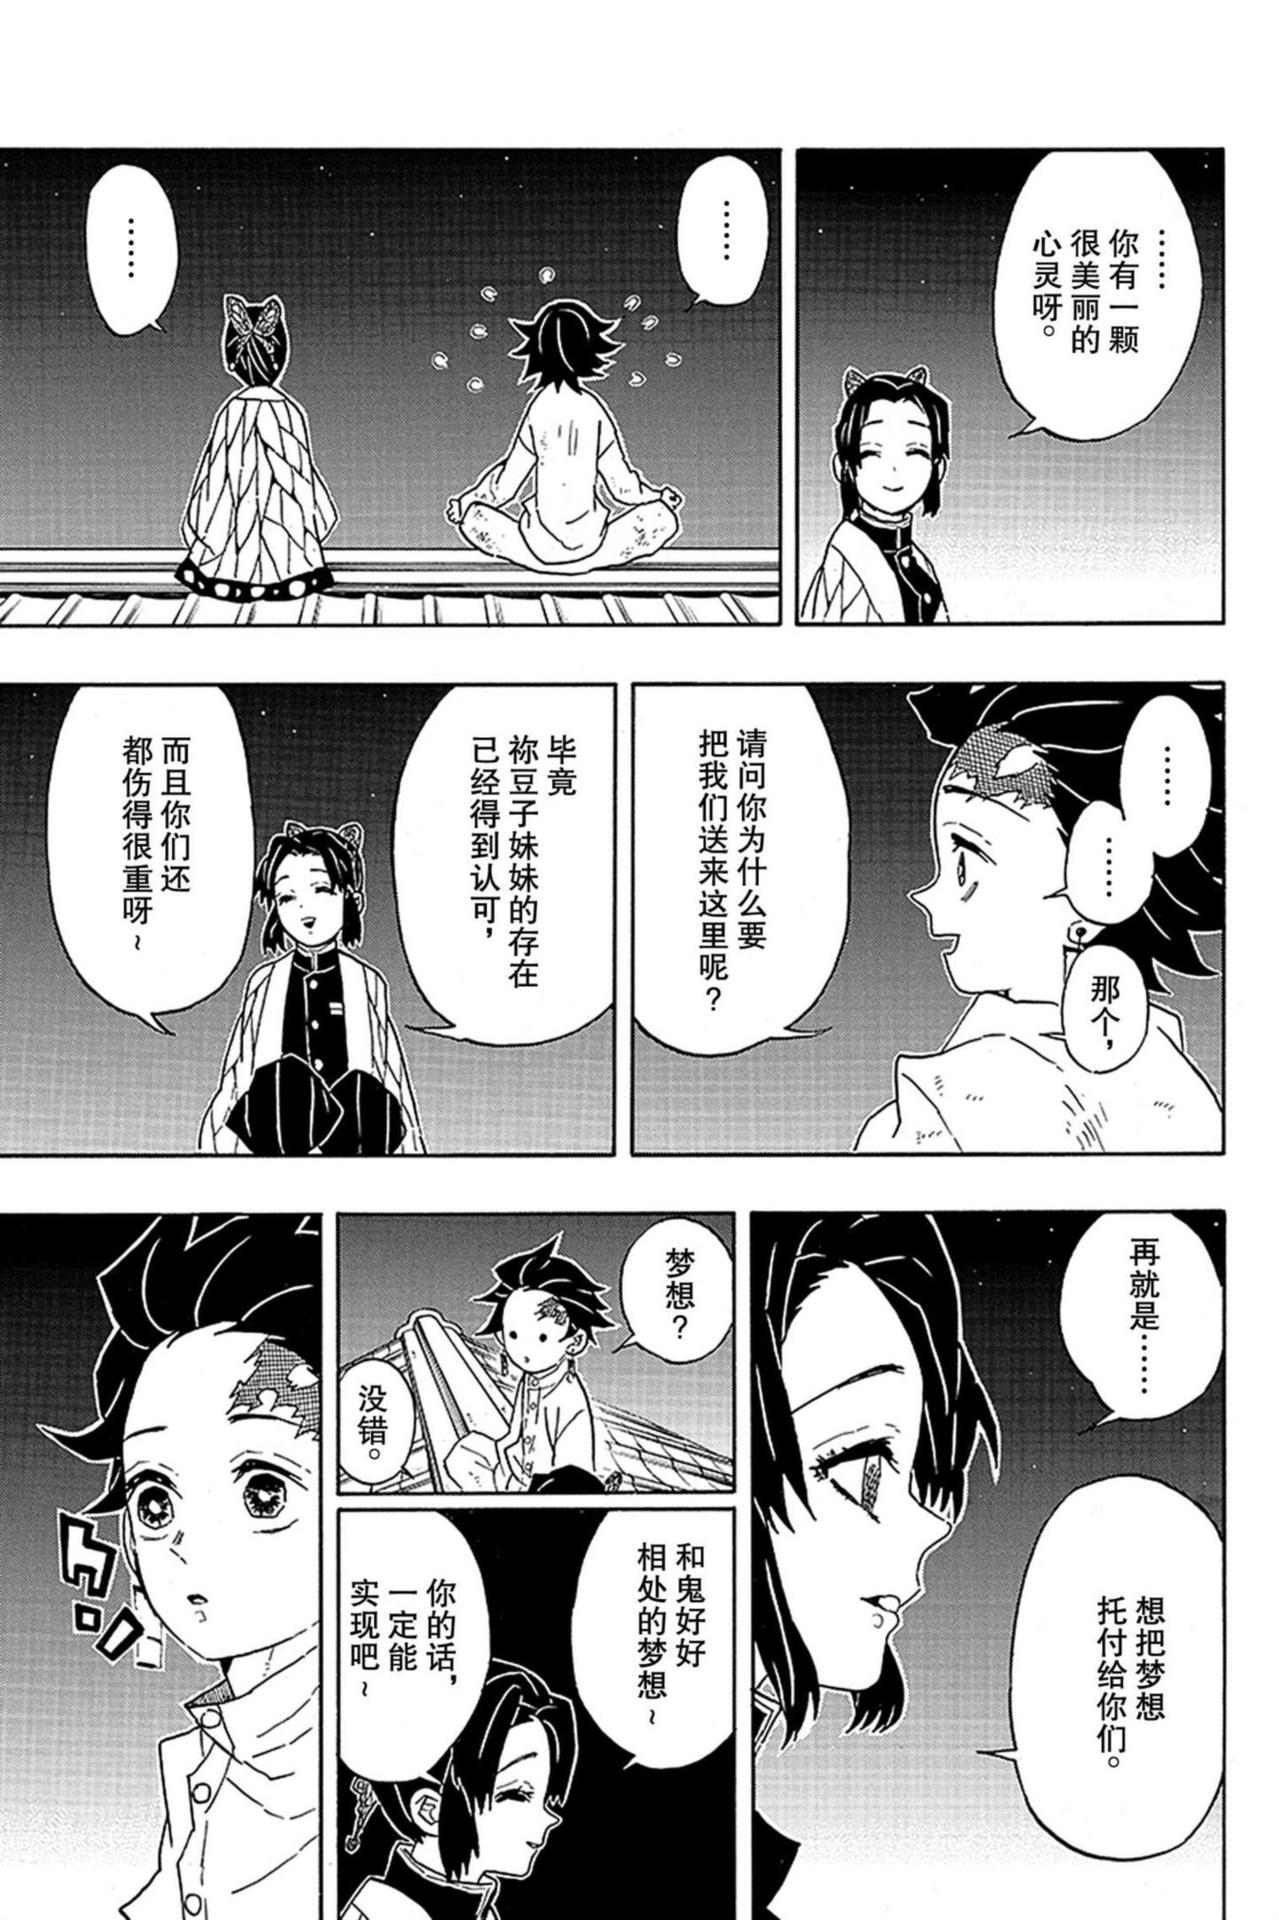 ……
你有一颗
很美丽的
心灵呀。
……
……
……
……
那个，
请问你为什么要
把我们送来这里呢？
毕竟
祢豆子妹妹的存在
已经得到认可，
而且你们还
都伤得很重呀~
再就是……
想把梦想
托付给你们。
梦想？
没错。
和鬼好好
相处的梦想~
你的话，
一定能
实现吧~